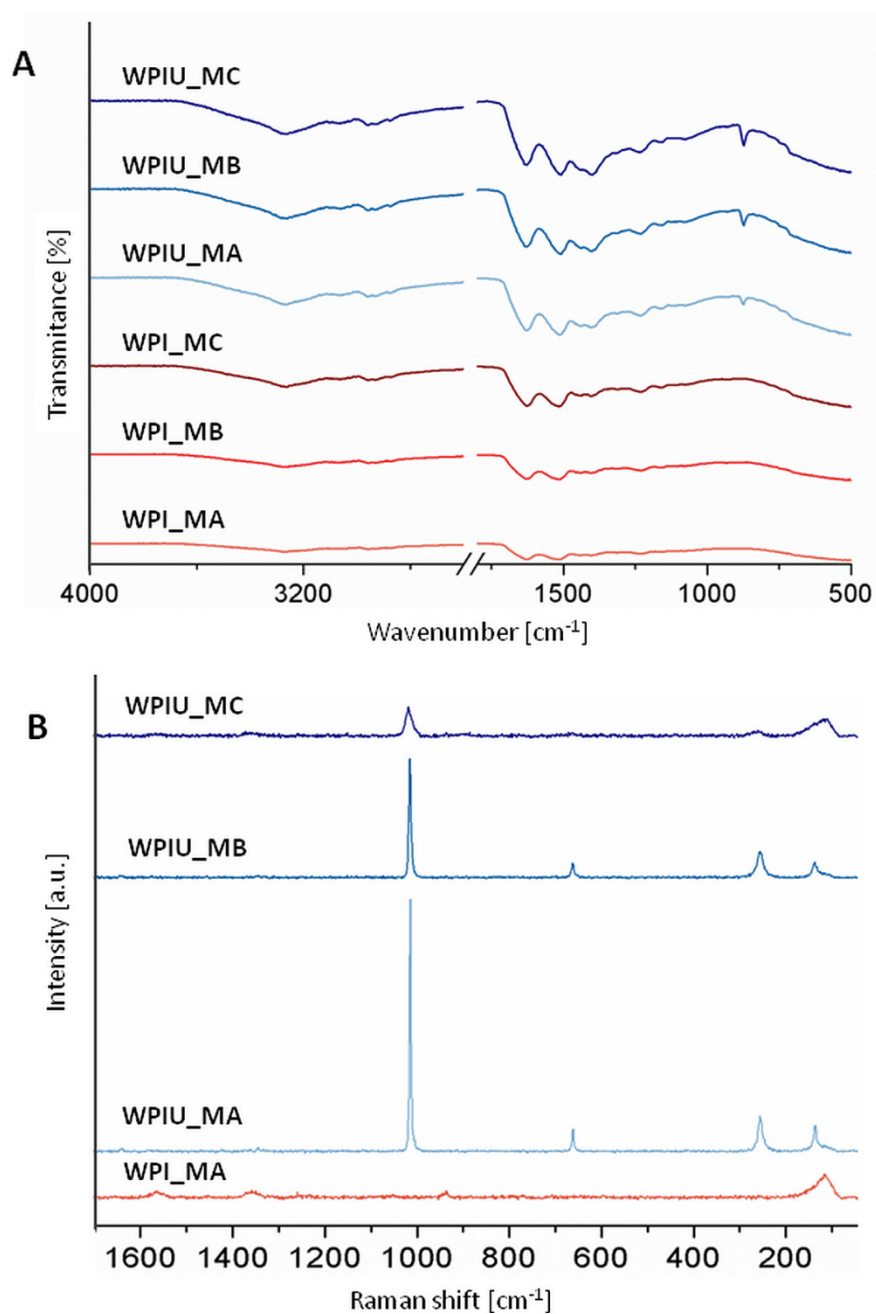 A
WPIU_MC
WPIU_MB
WPIU_MA
WPI_MC
WPI_MB
WPI_MA
Transmitance [%]
4000 3200 1500 1000 500
Wavenumber [cm-1]
B
WPIU_MC
WPIU_MB
WPIU_MA
WPI_MA
Intensity [a.u.]
1600 1400 1200 1000 800 600 400 200
Raman shift [cm-1]